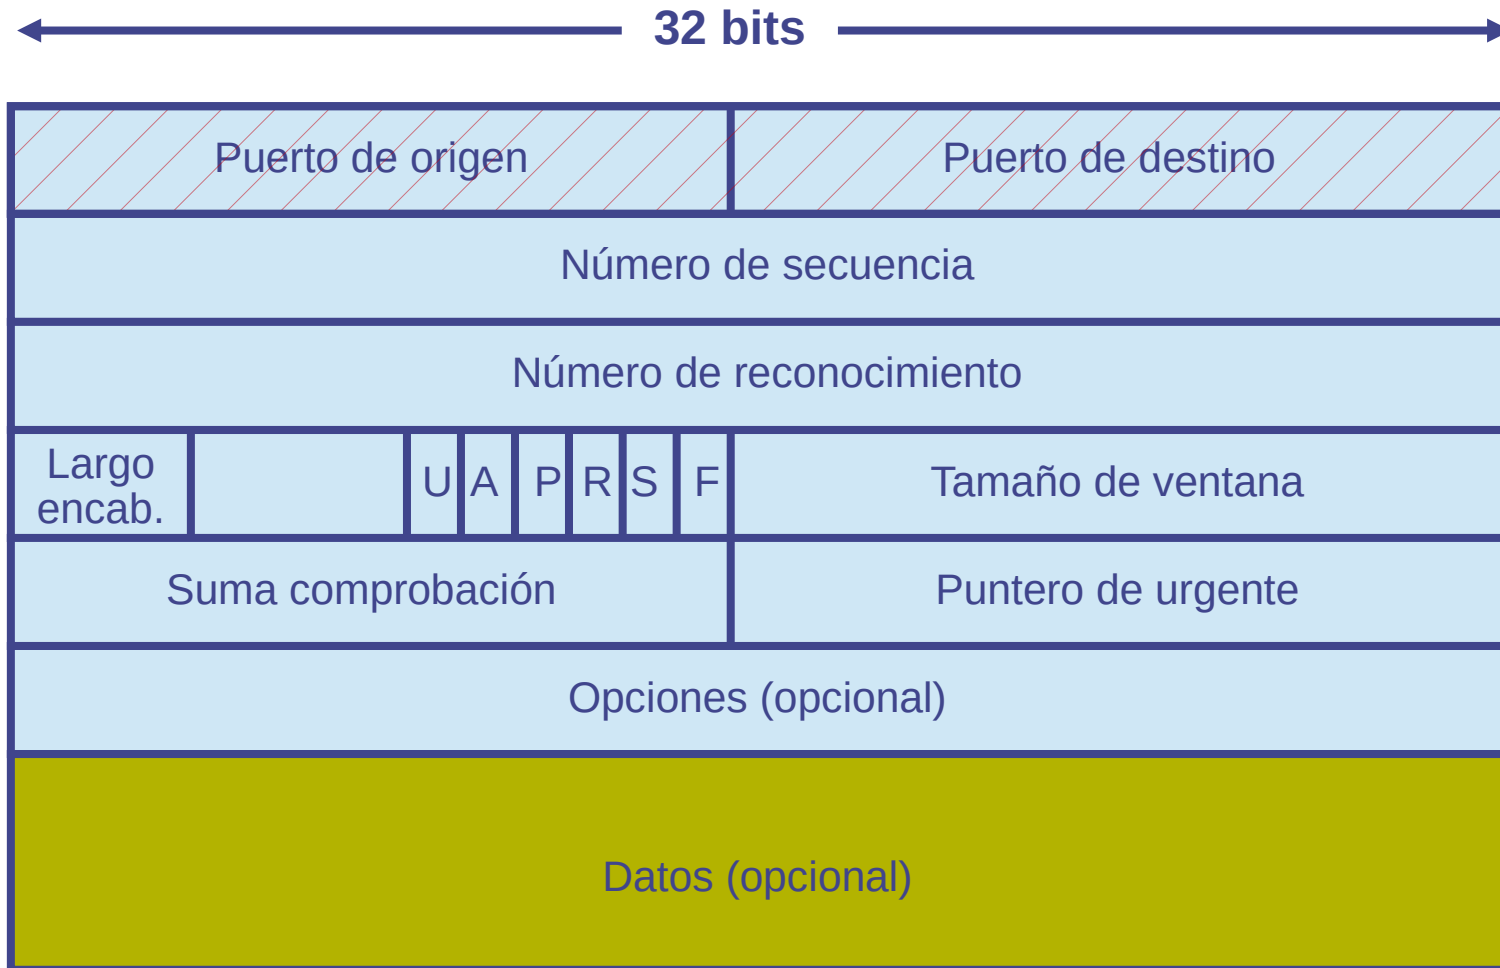 32 bits
Puerto de origen
Puerto de destino
Número de secuencia
Número de reconocimiento
Largo
encab.
U
A
P
R
S
F
Tamaño de ventana
Suma comprobación
Puntero de urgente
Opciones (opcional)
Datos (opcional)